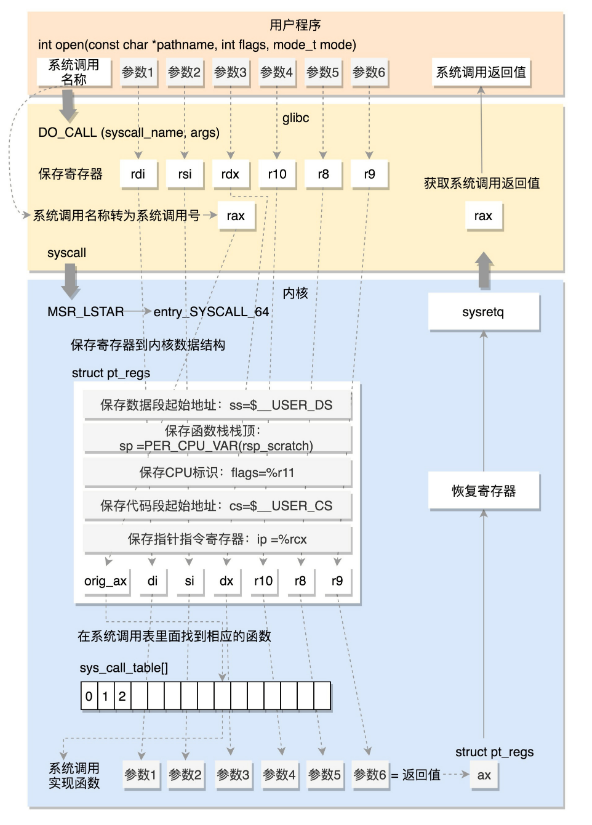 用户程序
int open(const char *pathname, int flags, mode_t mode)
系统调用
名称
参数1
参数2
参数3
参数4
参数5
参数6
系统调用返回值
glibc
DO_CALL (syscall_name, args)
保存寄存器
rdi
rsi
rdx
r10
r8
r9
获取系统调用返回值
系统调用名称转为系统调用号
rax
rax
syscall
内核
MSR_LSTAR
entry_SYSCALL_64
sysretq
保存寄存器到内核数据结构
struct pt_regs
保存数据段起始地址：ss=$__USER_DS
保存函数栈栈顶：
sp =PER_CPU_VAR(rsp_scratch)
保存CPU标识：flags=%r11
恢复寄存器
保存代码段起始地址：cs=$__USER_CS
保存指针指令寄存器：ip =%rcx
orig_ax
di
si
dx
r10
r8
r9
在系统调用表里面找到相应的函数
sys_call_table[]
0
1
2
struct pt_regs
系统调用
实现函数
参数1
参数2
参数3
参数4
参数5
参数6
= 返回值
ax